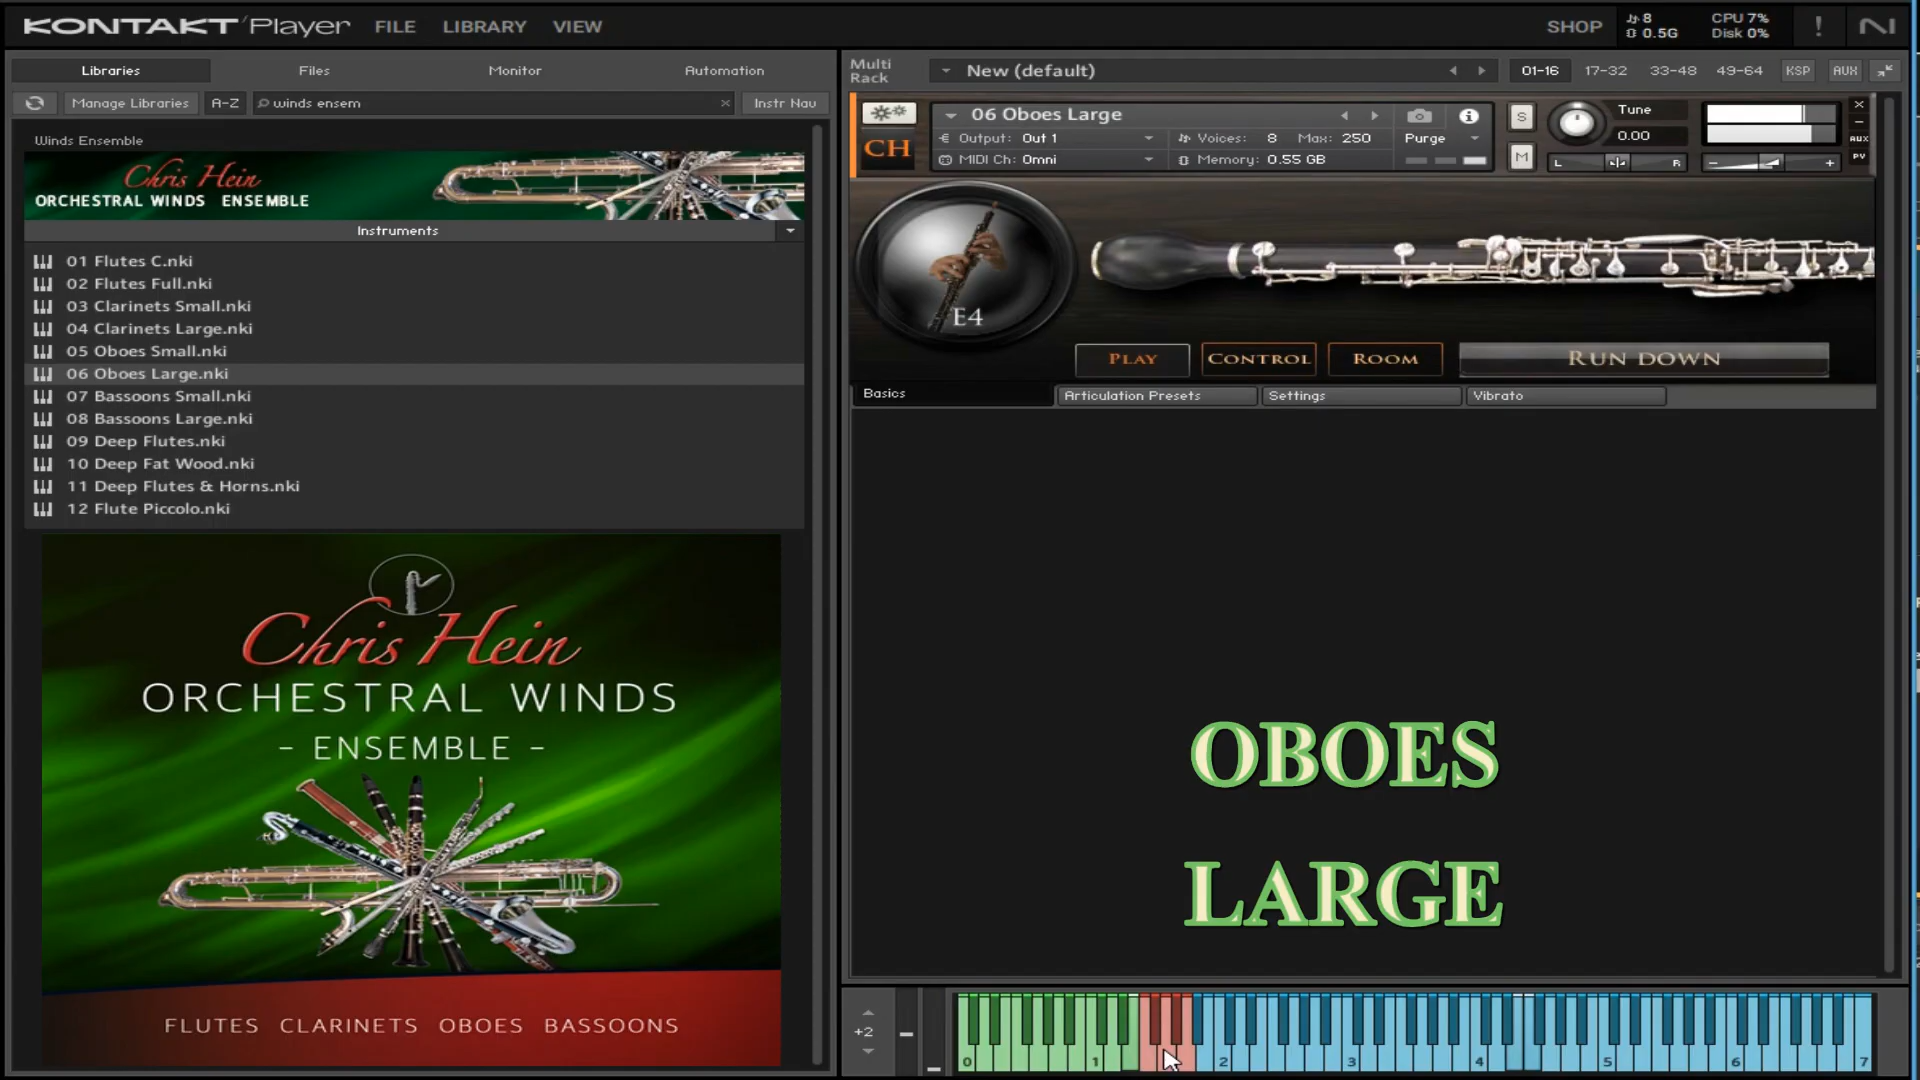 KONTAKT Player FILE LIBRARY VIEW
SHOP 8 0.5G CPU 7% Disk 0% !
Libraries Files Monitor Automation
Manage Libraries A-Z winds ensem × Instr Nav
Winds Ensemble
Chris Hein
ORCHESTRAL WINDS ENSEMBLE
Instruments
01 Flutes C.nki
02 Flutes Full.nki
03 Clarinets Small.nki
04 Clarinets Large.nki
05 Oboes Small.nki
06 Oboes Large.nki
07 Bassoons Small.nki
08 Bassoons Large.nki
09 Deep Flutes.nki
10 Deep Fat Wood.nki
11 Deep Flutes & Horns.nki
12 Flute Piccolo.nki
Chris Hein
ORCHESTRAL WINDS
- ENSEMBLE -
FLUTES CLARINETS OBOES BASSOONS
Multi Rack New (default) 01-16 17-32 33-48 49-64 KSP AUX
CH
06 Oboes Large
Output: Out 1 Voices: 8 Max: 250 Purge
MIDI Ch: Omni Memory: 0.55 GB
S
M
Tune
0.00
L R - +
×
-
AUX
PV
E4
PLAY CONTROL ROOM RUN DOWN
Basics Articulation Presets Settings Vibrato
OBOES
LARGE
+2
0 1 2 3 4 5 6 7